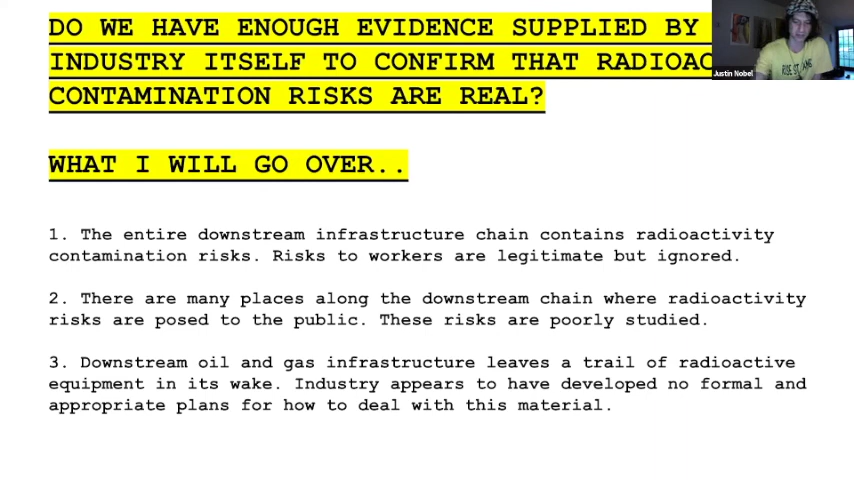 DO WE HAVE ENOUGH EVIDENCE SUPPLIED BY
INDUSTRY ITSELF TO CONFIRM THAT
CONTAMINATION RISKS ARE REAL?
WHAT I WILL GO OVER..
1. The entire downstream infrastructure chain contains radioactivity
contamination risks. Risks to workers are legitimate but ignored.
2. There are many places along the downstream chain where radioactivity
risks are posed to the public. These risks are poorly studied.
3. Downstream oil and gas infrastructure leaves a trail of radioactive
equipment in its wake. Industry appears to have developed no formal and
appropriate plans for how to deal with this material.
Justin Nobel